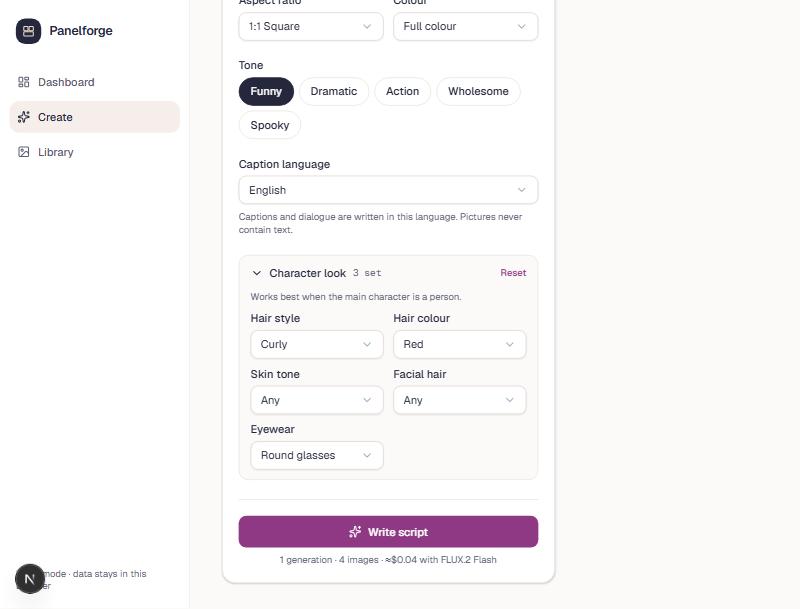 Panelforge
Dashboard
Create
Library
mode · data stays in this
Aspect ratio
Colour
1:1 Square
Full colour
Tone
Funny
Dramatic
Action
Wholesome
Spooky
Caption language
English
Captions and dialogue are written in this language. Pictures never
contain text.
Character look 3 set
Reset
Works best when the main character is a person.
Hair style
Hair colour
Curly
Red
Skin tone
Facial hair
Any
Any
Eyewear
Round glasses
Write script
1 generation · 4 images · ≈$0.04 with FLUX.2 Flash
N